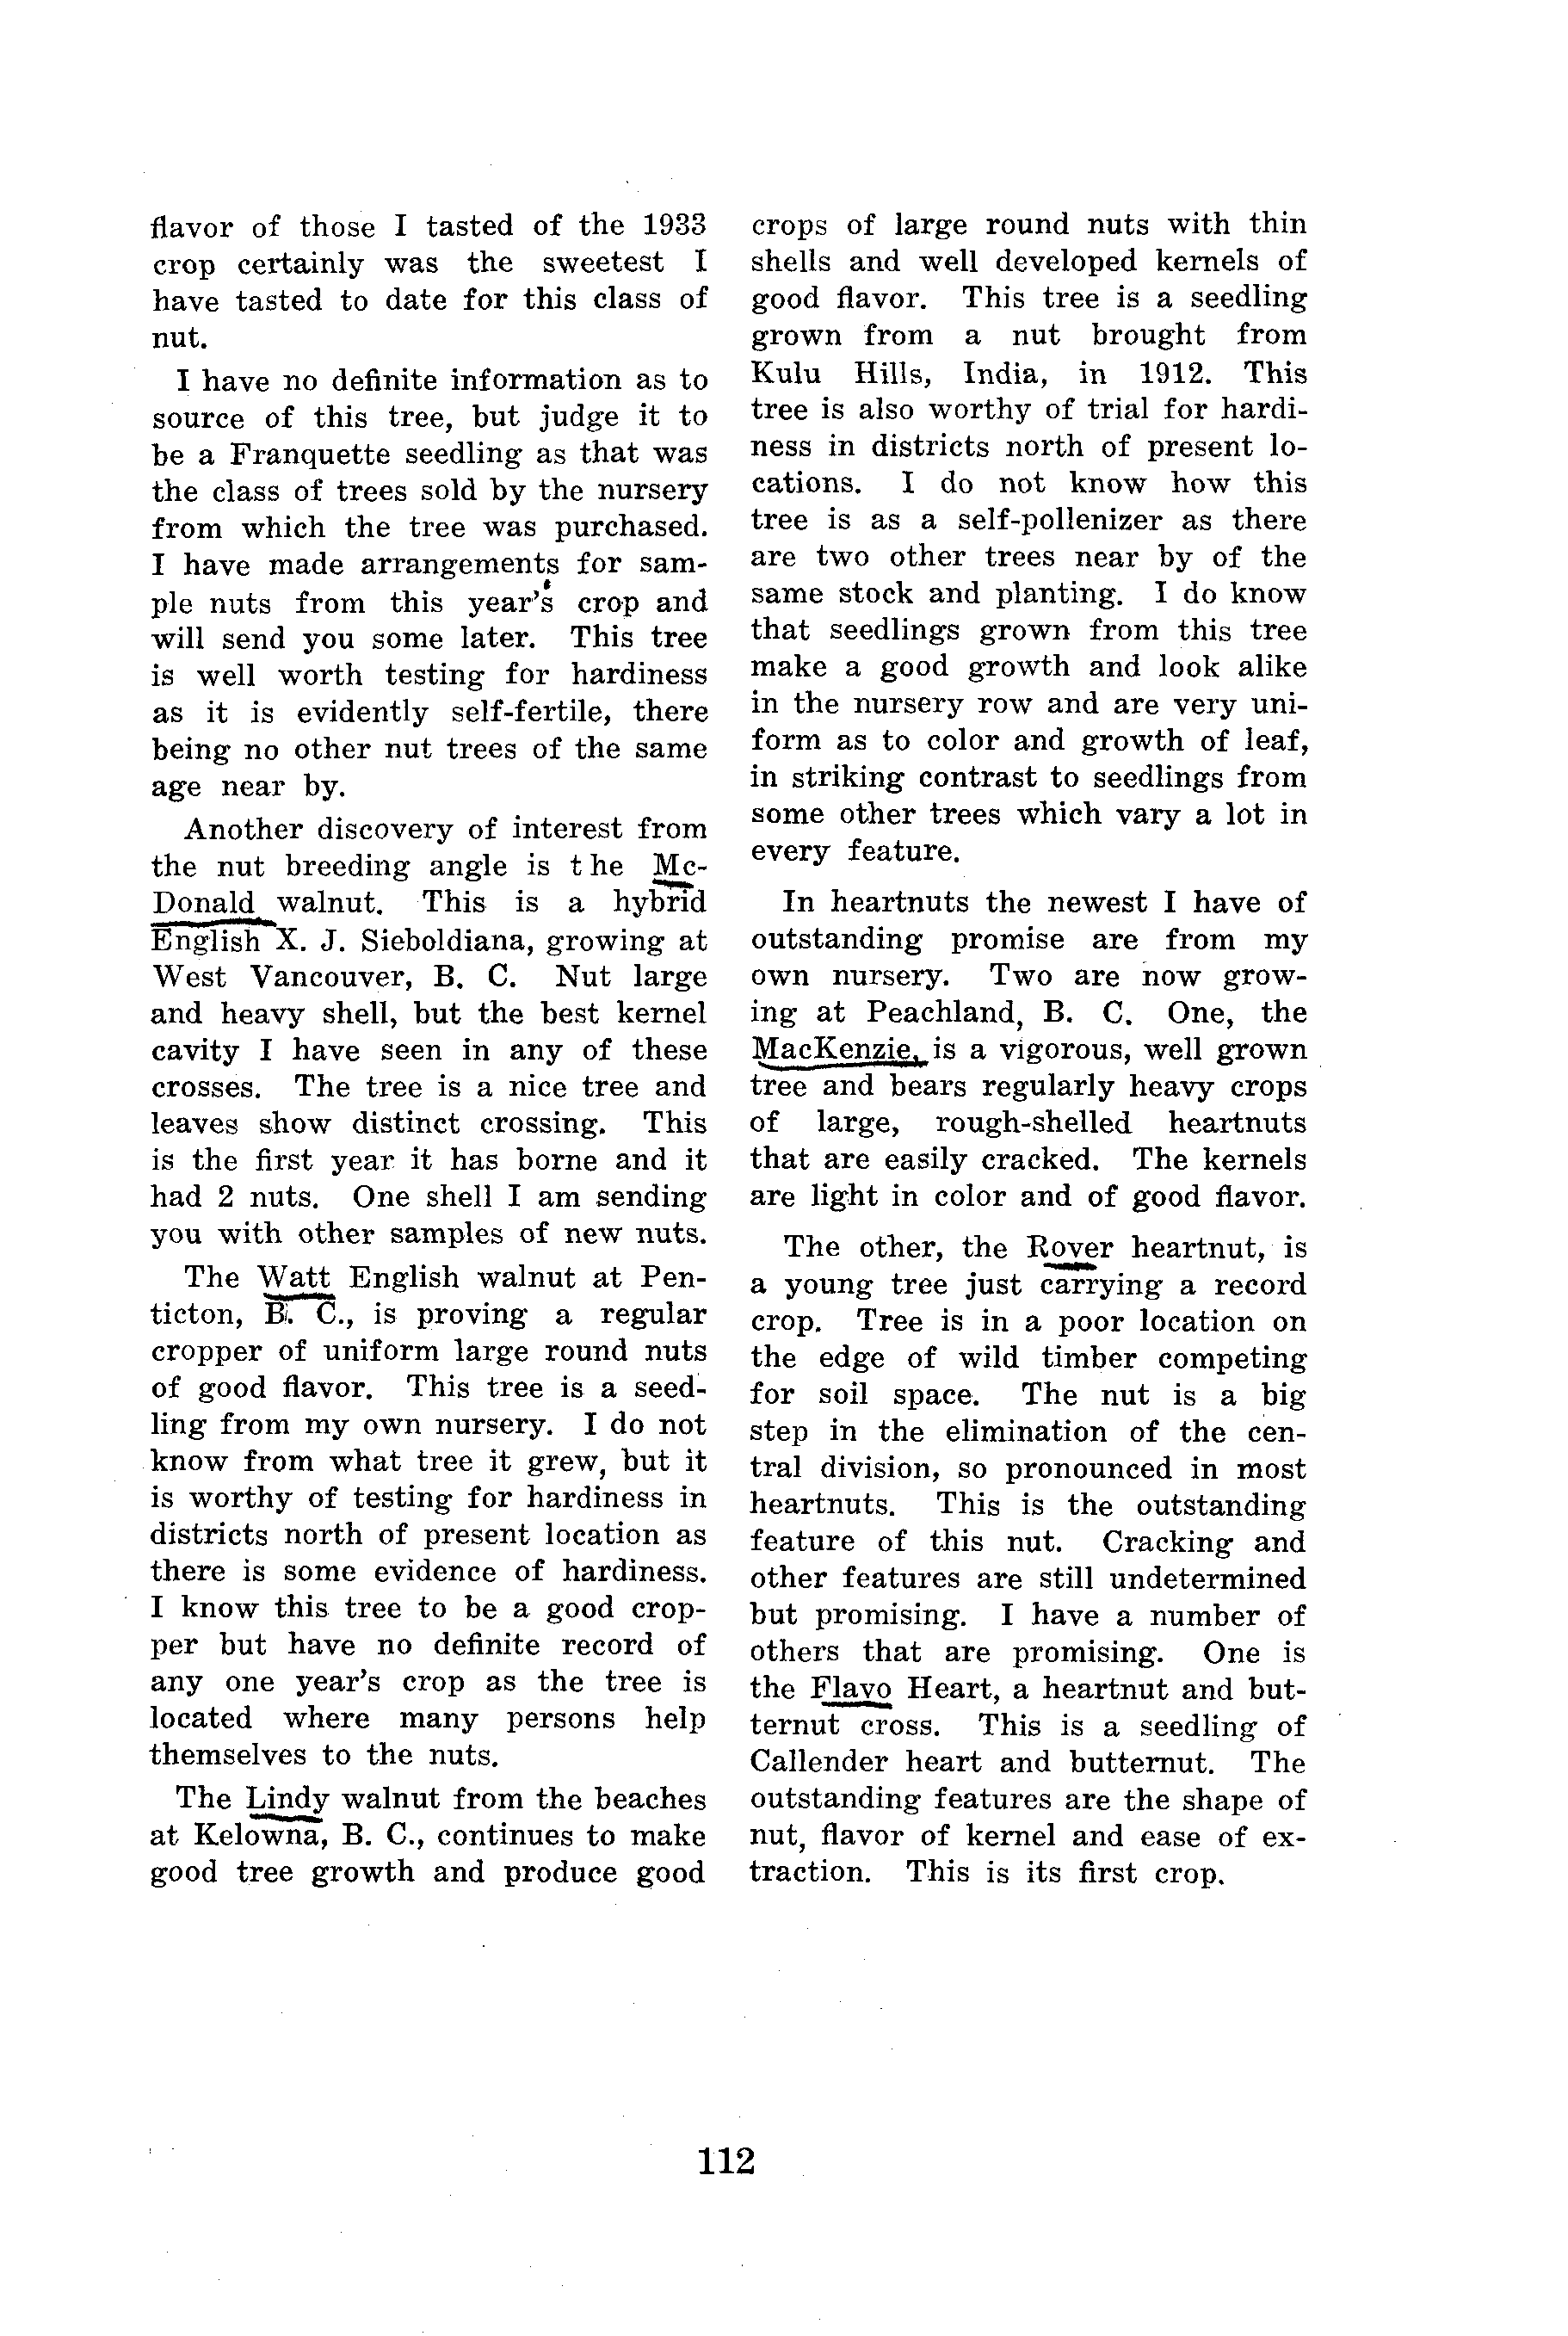 flavor of those I tasted of the 1933
crop certainly was the sweetest I
have tasted to date for this class of
nut.
I have no definite information as to
source of this tree, but judge it to
be a Franquette seedling as that was
the class of trees sold by the nursery
from which the tree was purchased.
I have made arrangements for sam-
ple nuts from this year's crop and
will send you some later. This tree
is well worth testing for hardiness
as it is evidently self-fertile, there
being no other nut trees of the same
age near by.
Another discovery of interest from
the nut breeding angle is the Mc-
Donald walnut. This is a hybrid
English X. J. Sieboldiana, growing at
West Vancouver, B. C. Nut large
and heavy shell, but the best kernel
cavity I have seen in any of these
crosses. The tree is a nice tree and
leaves show distinct crossing. This
is the first year it has borne and it
had 2 nuts. One shell I am sending
you with other samples of new nuts.
The Watt English walnut at Pen-
ticton, B. C., is proving a regular
cropper of uniform large round nuts
of good flavor. This tree is a seed-
ling from my own nursery. I do not
know from what tree it grew, but it
is worthy of testing for hardiness in
districts north of present location as
there is some evidence of hardiness.
I know this tree to be a good crop-
per but have no definite record of
any one year's crop as the tree is
located where many persons help
themselves to the nuts.
The Lindy walnut from the beaches
at Kelowna, B. C., continues to make
good tree growth and produce good
crops of large round nuts with thin
shells and well developed kernels of
good flavor. This tree is a seedling
grown from a nut brought from
Kulu Hills, India, in 1912. This
tree is also worthy of trial for hardi-
ness in districts north of present lo-
cations. I do not know how this
tree is as a self-pollenizer as there
are two other trees near by of the
same stock and planting. I do know
that seedlings grown from this tree
make a good growth and look alike
in the nursery row and are very uni-
form as to color and growth of leaf,
in striking contrast to seedlings from
some other trees which vary a lot in
every feature.
In heartnuts the newest I have of
outstanding promise are from my
own nursery. Two are now grow-
ing at Peachland, B. C. One, the
MacKenzie, is a vigorous, well grown
tree and bears regularly heavy crops
of large, rough-shelled heartnuts
that are easily cracked. The kernels
are light in color and of good flavor.
The other, the Rover heartnut, is
a young tree just carrying a record
crop. Tree is in a poor location on
the edge of wild timber competing
for soil space. The nut is a big
step in the elimination of the cen-
tral division, so pronounced in most
heartnuts. This is the outstanding
feature of this nut. Cracking and
other features are still undetermined
but promising. I have a number of
others that are promising. One is
the Flavo Heart, a heartnut and but-
ternut cross. This is a seedling of
Callender heart and butternut. The
outstanding features are the shape of
nut, flavor of kernel and ease of ex-
traction. This is its first crop.
112